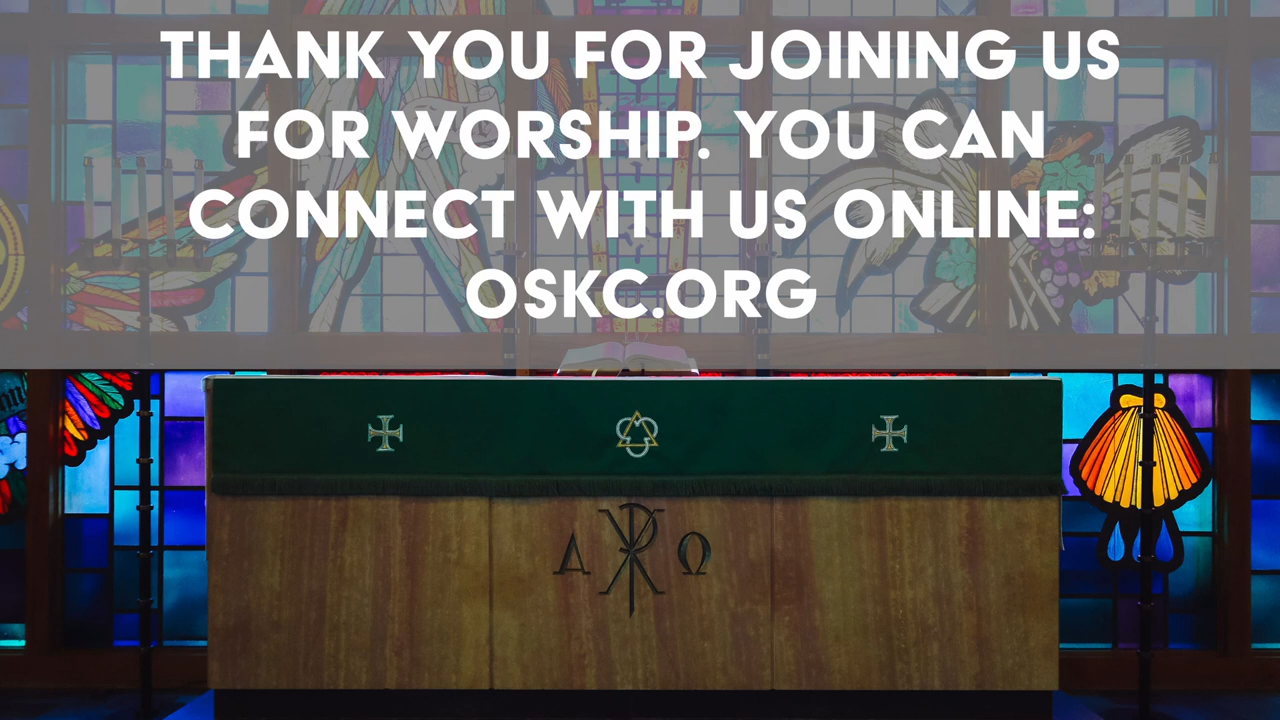 THANK YOU FOR JOINING US
FOR WORSHIP. YOU CAN
CONNECT WITH US ONLINE:
OSKC.ORG
Α ☧ Ω